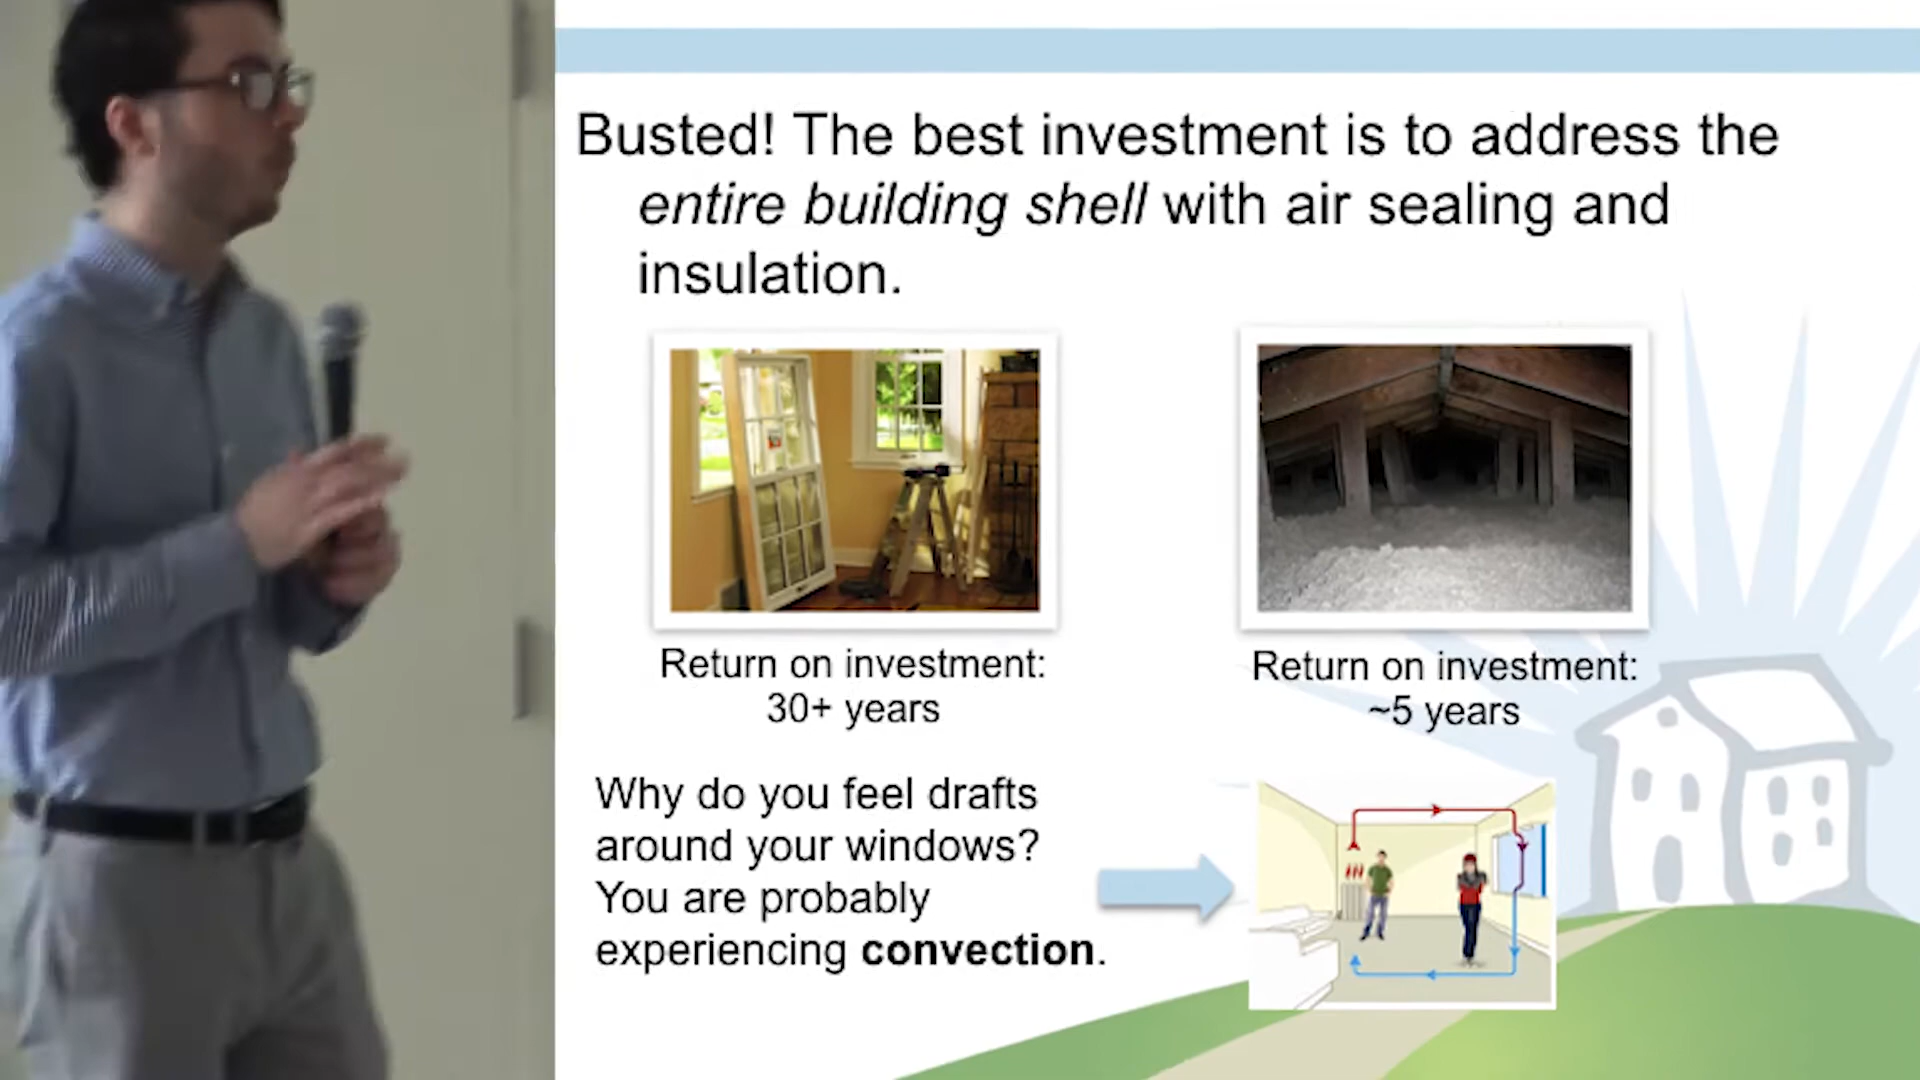 Busted! The best investment is to address the
entire building shell with air sealing and
insulation.
Return on investment:
30+ years
Return on investment:
~5 years
Why do you feel drafts
around your windows?
You are probably
experiencing convection.